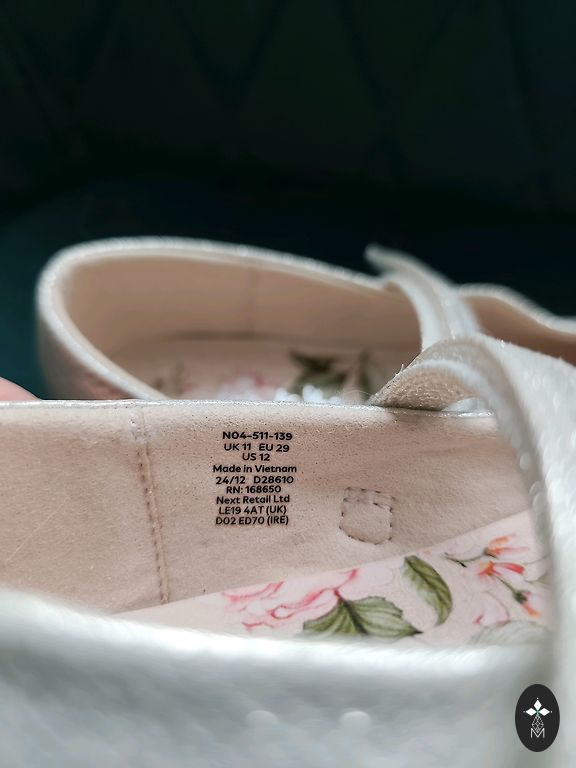 N04-511-139
UK 11 EU 29
US 12
Made in Vietnam
24/12 D28610
RN: 168650
Next Retail Ltd
LE19 4AT (UK)
D02 ED70 (IRE)
M